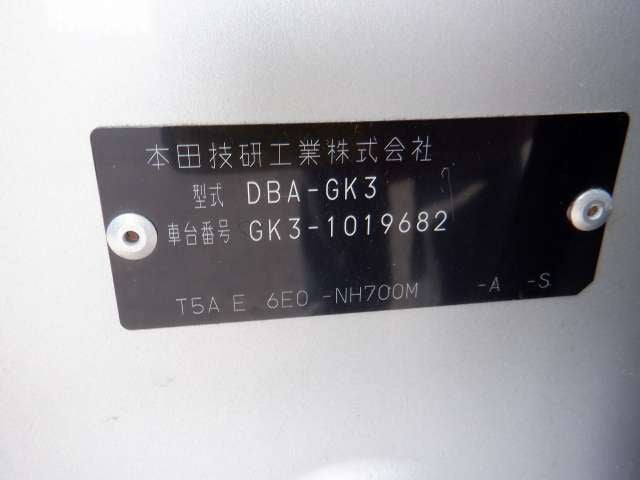 本田技研工業株式会社
型式 DBA-GK3
車台番号 GK3-1019682
T5A E 6E0 -NH700M -A -S